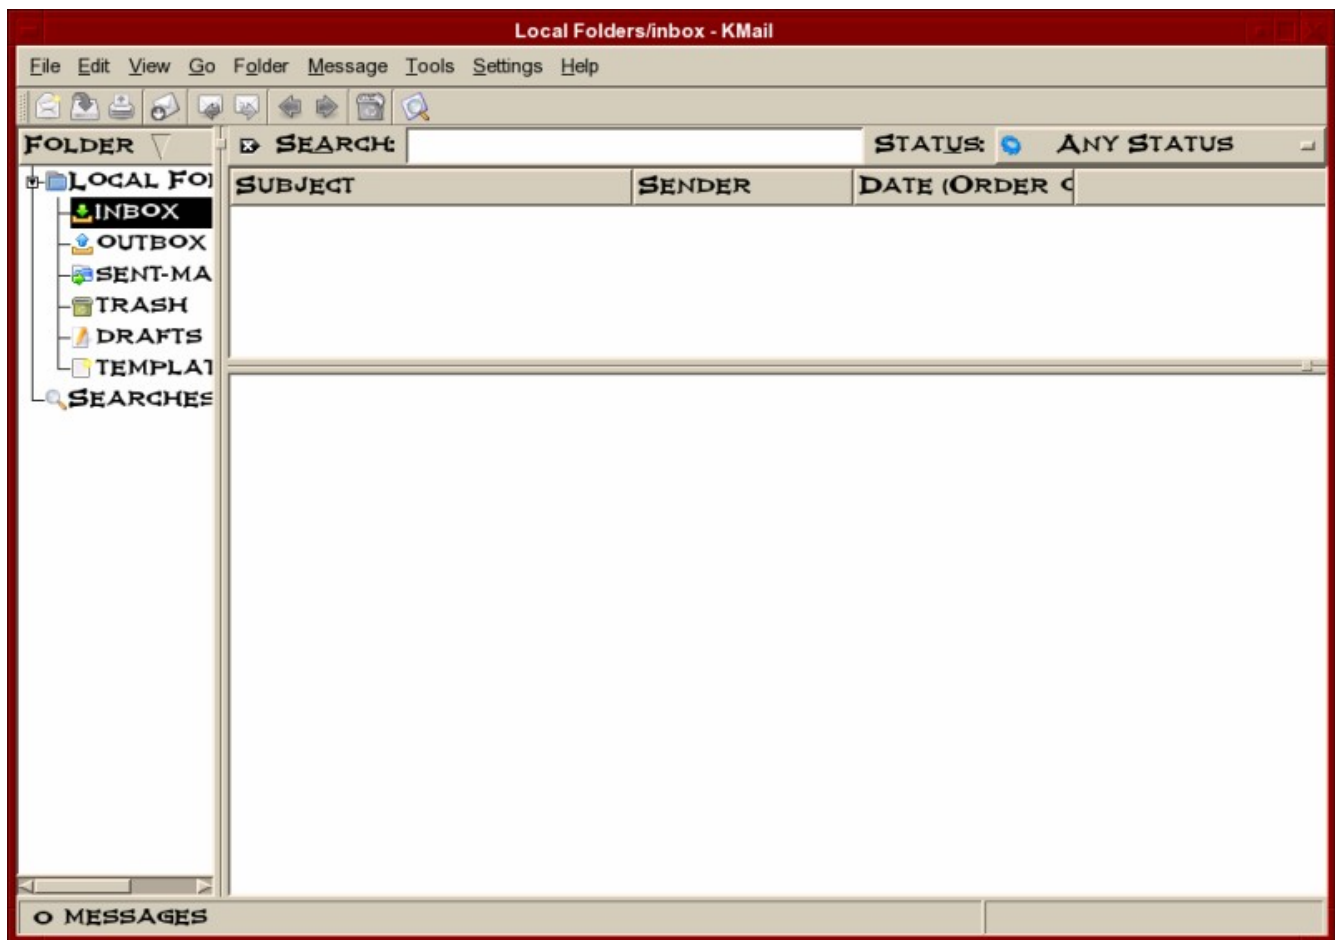 Local Folders/inbox - KMail
File Edit View Go Folder Message Tools Settings Help
Folder Search: Status: Any Status
Local Fol
Subject Sender Date (Order
inbox
outbox
sent-ma
trash
drafts
templat
Searches
0 messages